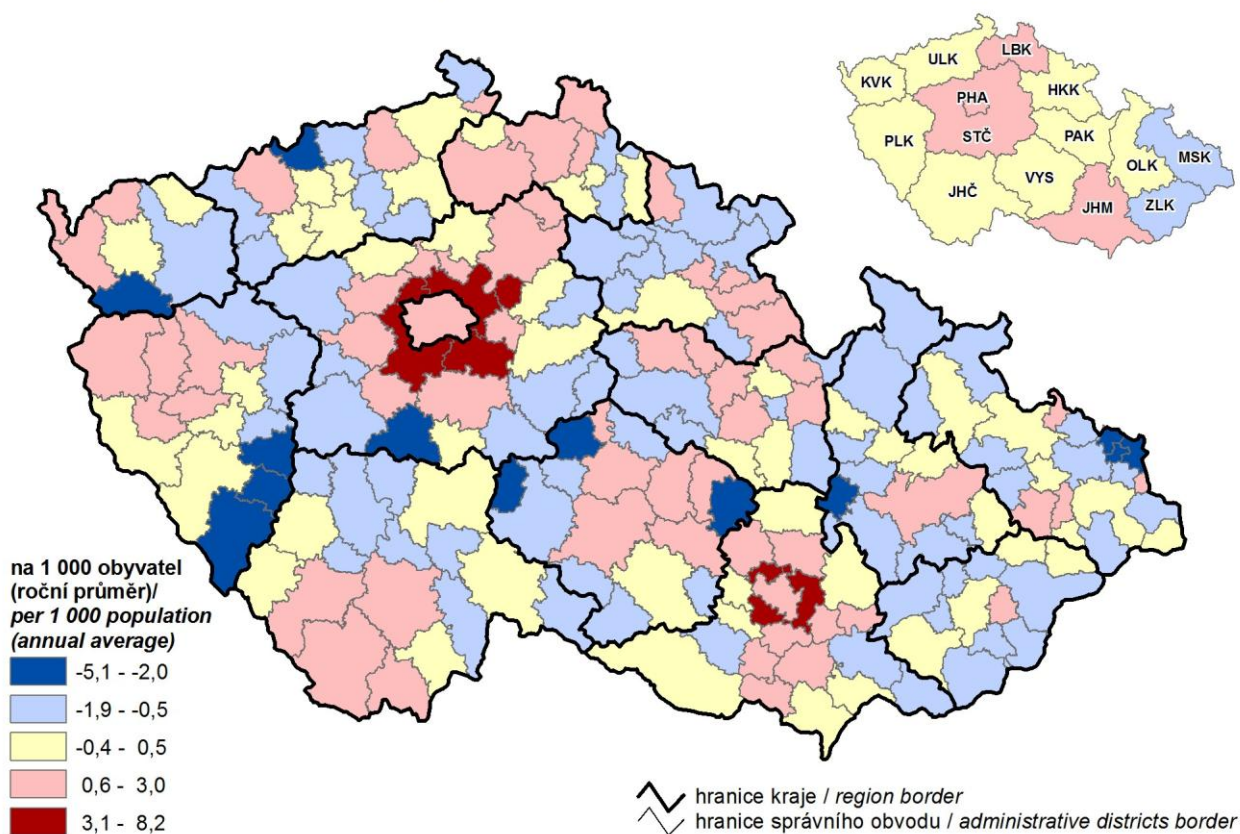 LBK
ULK
KVK
HKK
PHA
STČ
PLK
PAK
OLK
MSK
VYS
JHČ
JHM
ZLK
na 1 000 obyvatel
(roční průměr)/
per 1 000 population
(annual average)
-5,1 - -2,0
-1,9 - -0,5
-0,4 - 0,5
0,6 - 3,0
3,1 - 8,2
hranice kraje / region border
hranice správního obvodu / administrative districts border